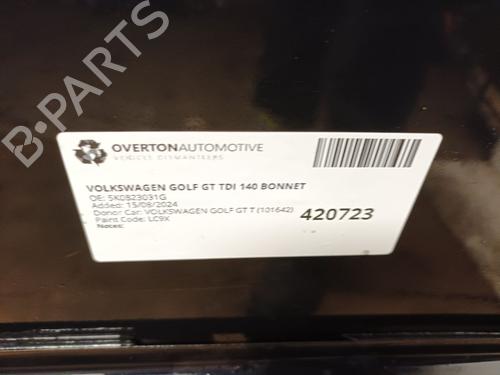 B-PARTS
OVERTONAUTOMOTIVE
VEHICLE DISMANTLERS
VOLKSWAGEN GOLF GT TDI 140 BONNET
OE: 5K0823031G
Added: 15/08/2024
Donor Car: VOLKSWAGEN GOLF GT T (101642)
Paint Code: LC9X
Notes:
420723